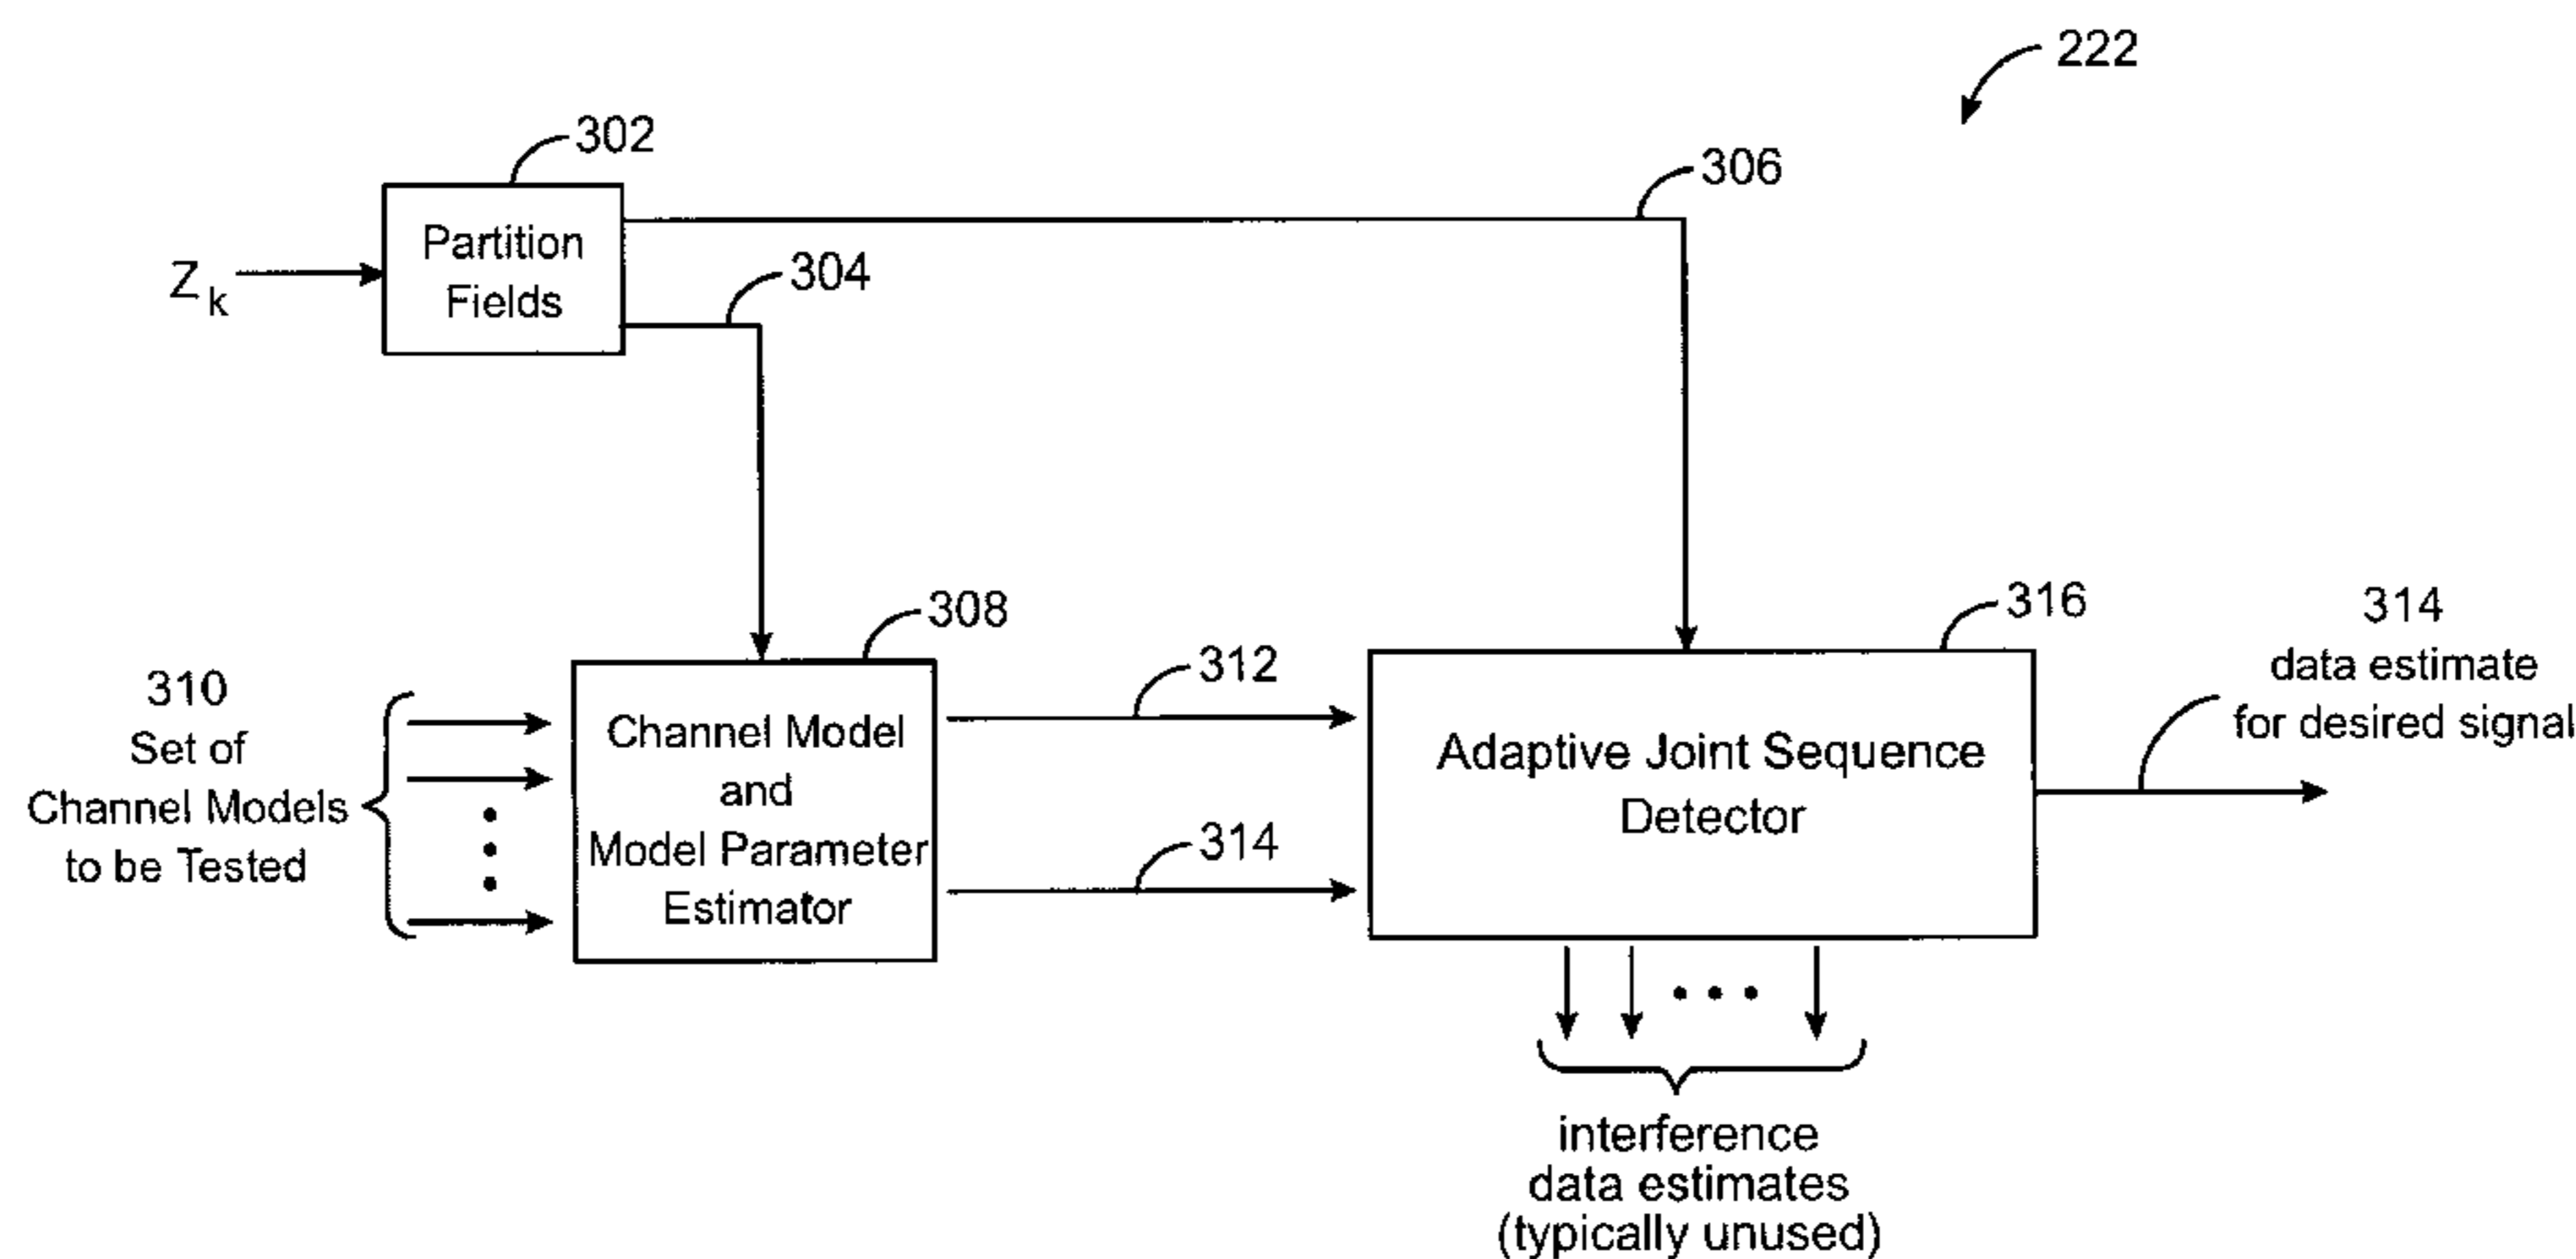 222
302
Partition
Fields
Z k
306
304
308
310
Set of
Channel Models
to be Tested
Channel Model
and
Model Parameter
Estimator
312
314
316
Adaptive Joint Sequence
Detector
314
data estimate
for desired signal
interference
data estimates
(typically unused)